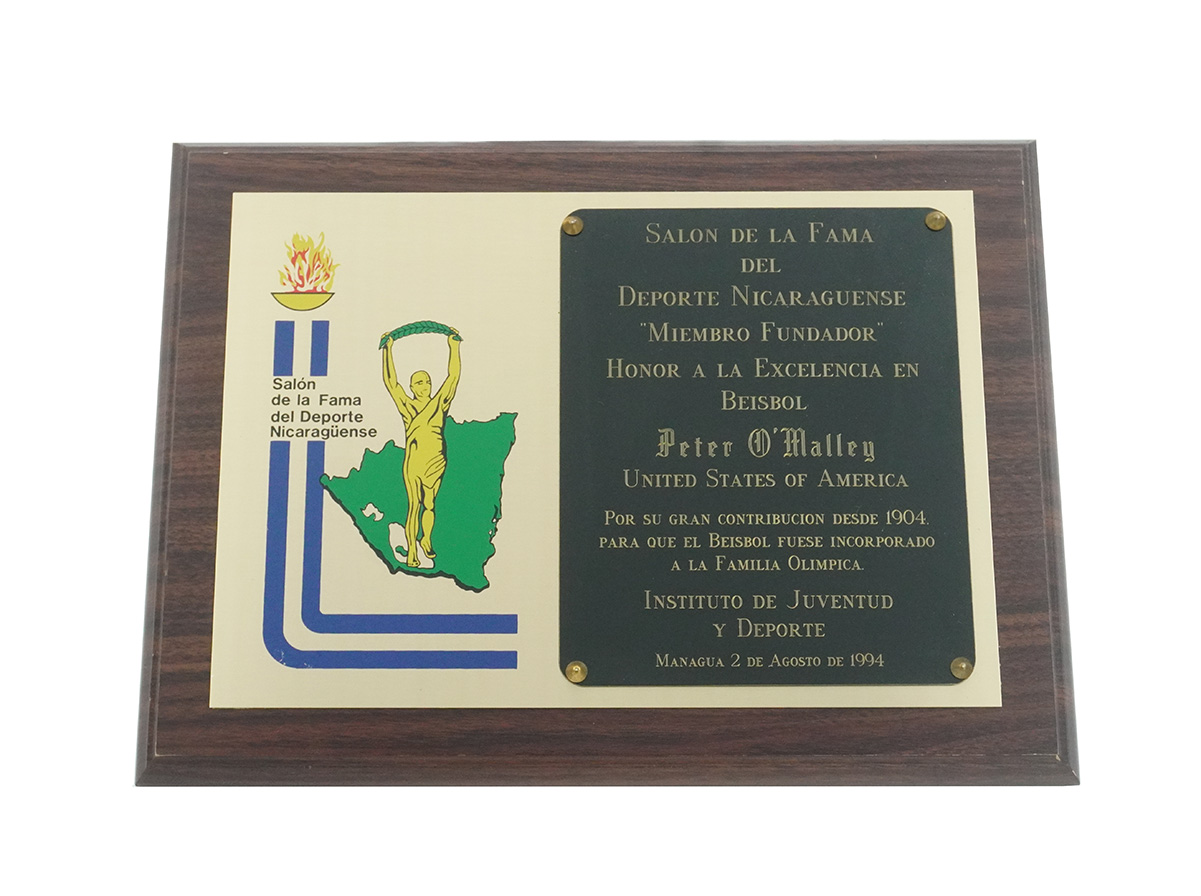 Salón
de la Fama
del Deporte
Nicaragüense
SALON DE LA FAMA
DEL
DEPORTE NICARAGUENSE
"MIEMBRO FUNDADOR"
HONOR A LA EXCELENCIA EN
BEISBOL
Peter O'Malley
UNITED STATES OF AMERICA
POR SU GRAN CONTRIBUCION DESDE 1904,
PARA QUE EL BEISBOL FUESE INCORPORADO
A LA FAMILIA OLIMPICA.
INSTITUTO DE JUVENTUD
Y DEPORTE
MANAGUA 2 DE AGOSTO DE 1994